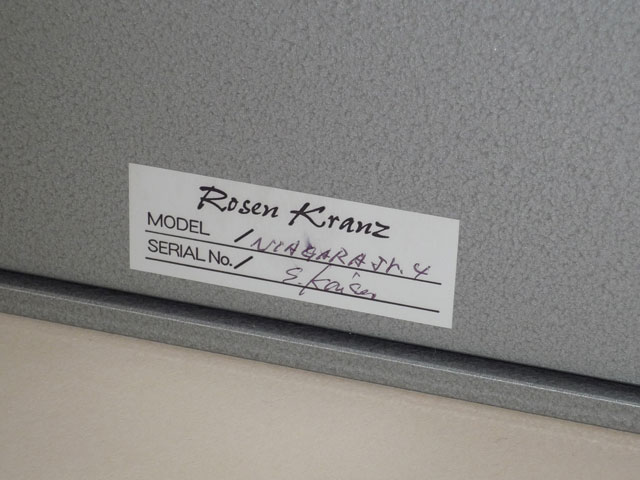 Rosen Kranz
MODEL / NIAGARA Jr. 4
SERIAL No. /